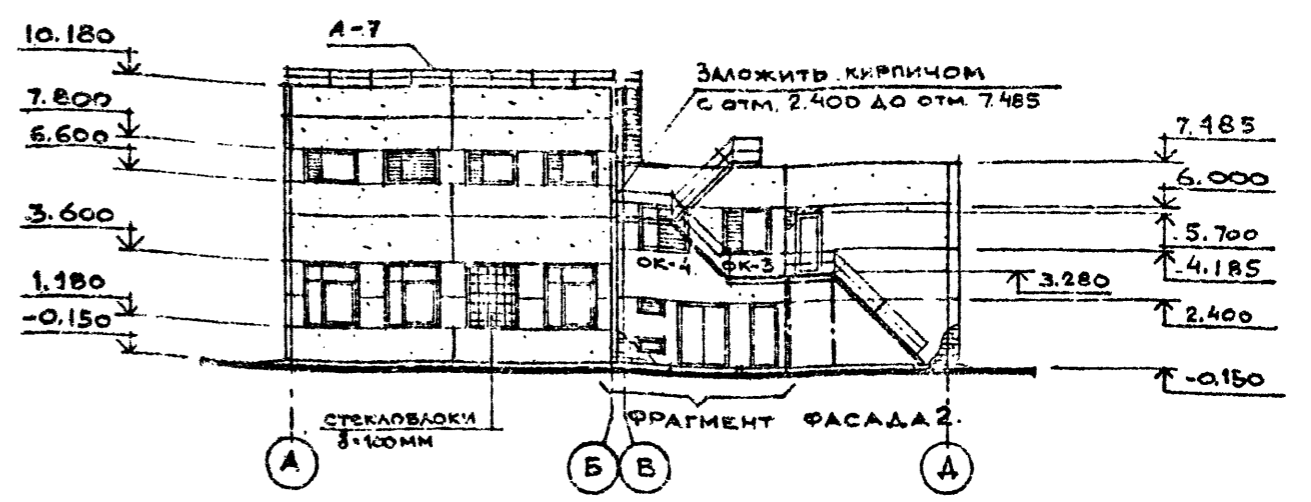 10.180
А-7
ЗАЛОЖИТЬ КИРПИЧОМ
С ОТМ. 2.400 ДО ОТМ. 7.485
7.800
6.600
7.485
6.000
3.600
5.700
ОК-4
ОК-3
4.185
3.280
1.180
2.400
-0.150
-0.150
СТЕКЛОБЛОКИ
δ=100ММ
ФРАГМЕНТ ФАСАДА 2.
А
Б
В
Д